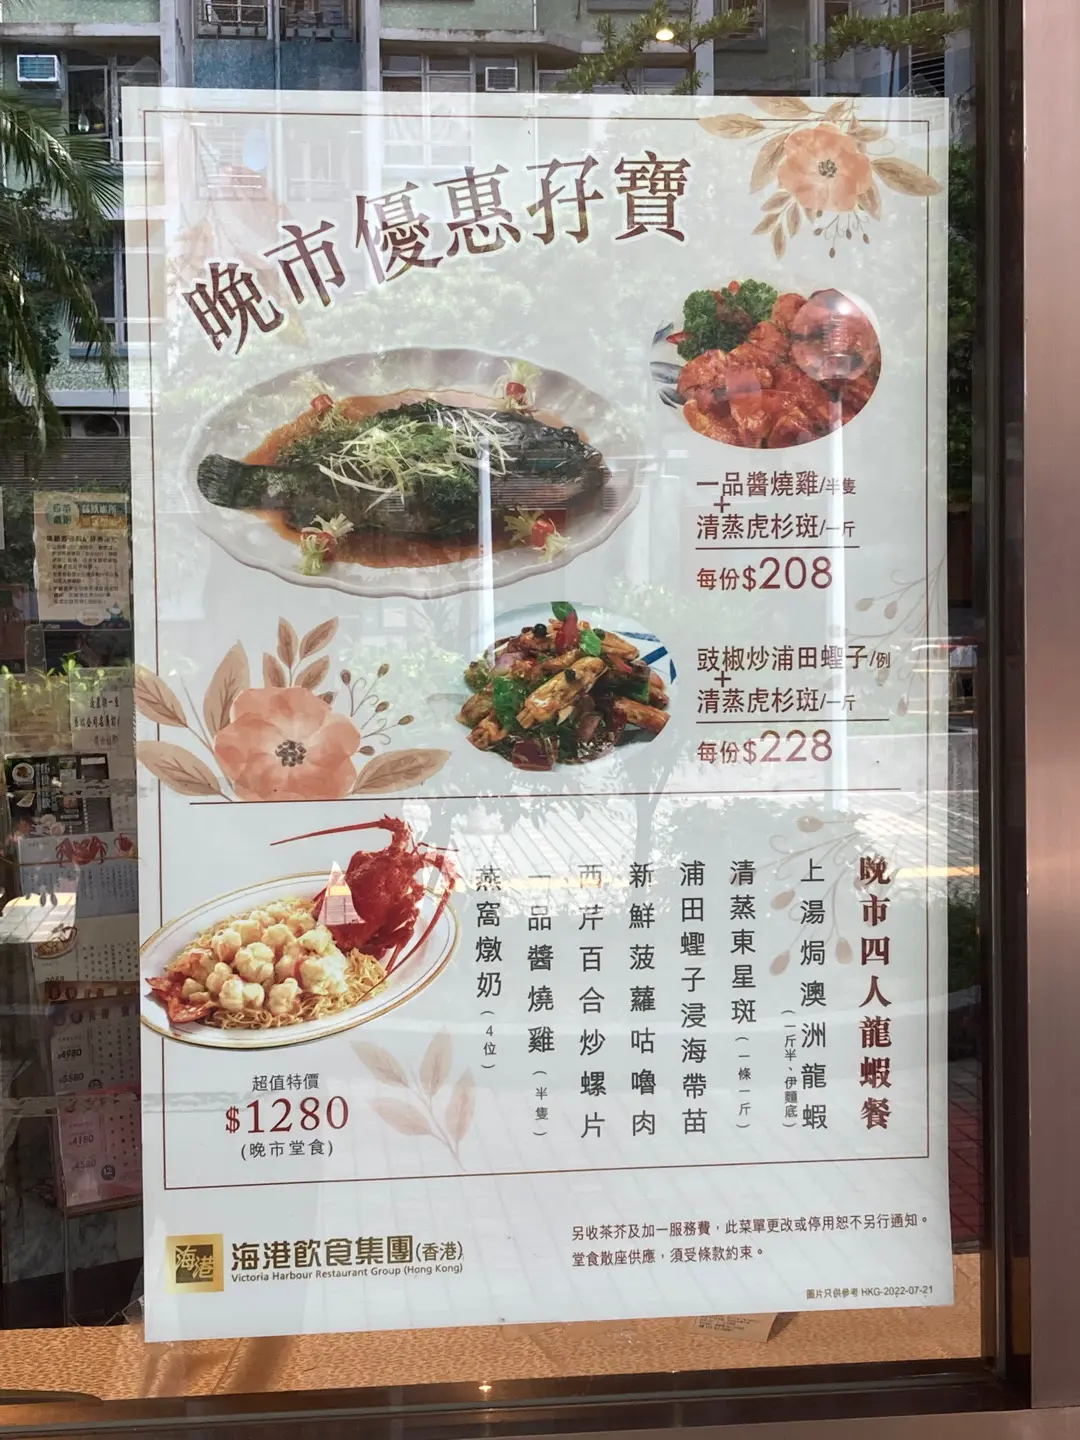 晚市優惠孖寶
一品醬燒雞/半隻
+
清蒸虎杉斑/一斤
每份$208
豉椒炒浦田蟶子/例
+
清蒸虎杉斑/一斤
每份$228
晚市四人龍蝦餐
上湯焗澳洲龍蝦
(一斤半、伊麵底)
清蒸東星斑(一條一斤)
浦田蟶子浸海帶苗
新鮮菠蘿咕嚕肉
西芹百合炒螺片
一品醬燒雞(半隻)
燕窩燉奶(4位)
超值特價
$1280
(晚市堂食)
海港
海港飲食集團(香港)
Victoria Harbour Restaurant Group (Hong Kong)
另收茶芥及加一服務費，此菜單更改或停用恕不另行通知。
堂食散座供應，須受條款約束。
圖片只供參考 HKG-2022-07-21